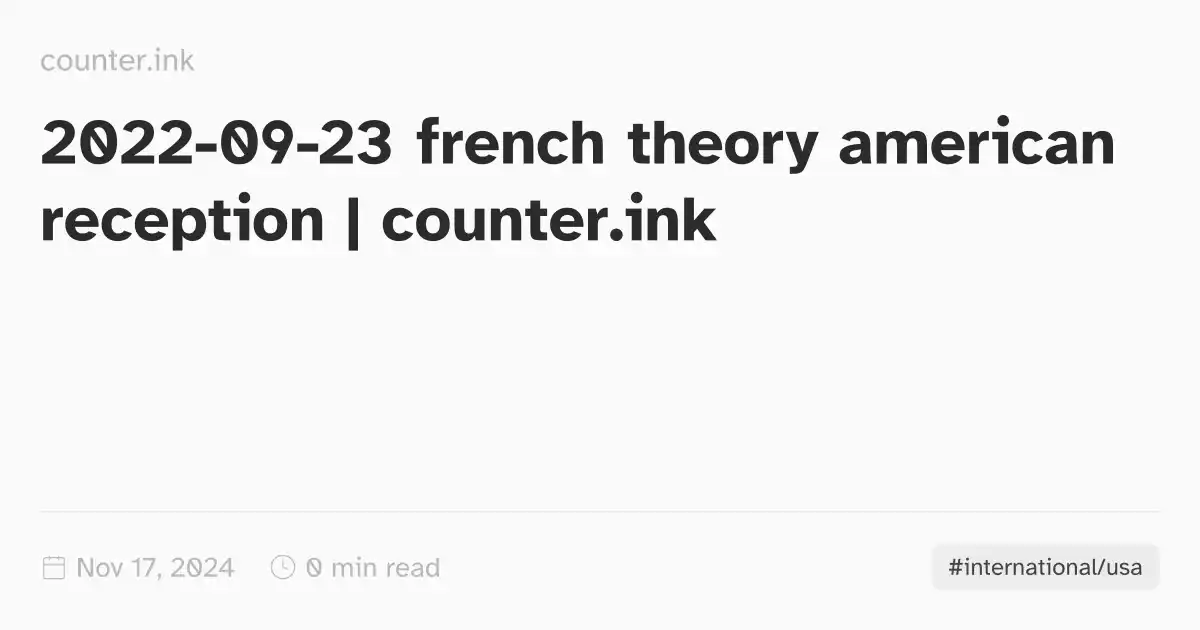 counter.ink
2022-09-23 french theory american
reception | counter.ink
Nov 17, 2024 0 min read #international/usa